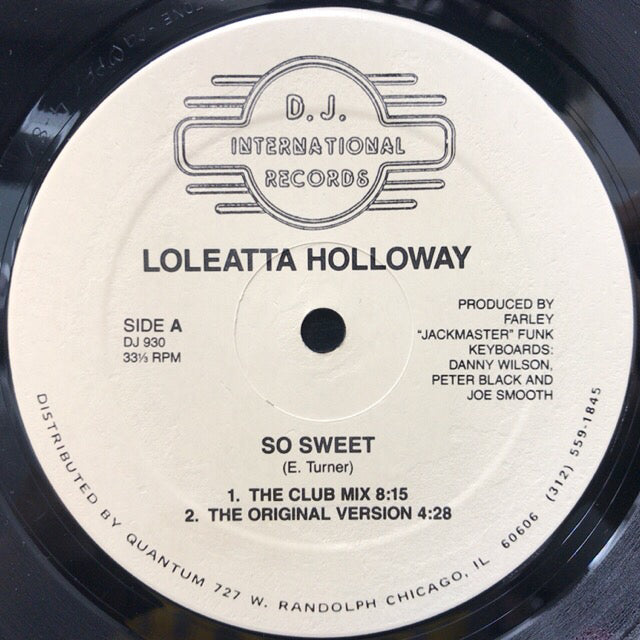 D.J.
INTERNATIONAL
RECORDS
LOLEATTA HOLLOWAY
SIDE A
DJ 930
33⅓ RPM
PRODUCED BY
FARLEY
"JACKMASTER" FUNK
KEYBOARDS:
DANNY WILSON,
PETER BLACK AND
JOE SMOOTH
SO SWEET
(E. Turner)
1. THE CLUB MIX 8:15
2. THE ORIGINAL VERSION 4:28
DISTRIBUTED BY QUANTUM 727 W. RANDOLPH CHICAGO, IL 60606 (312) 559-1845